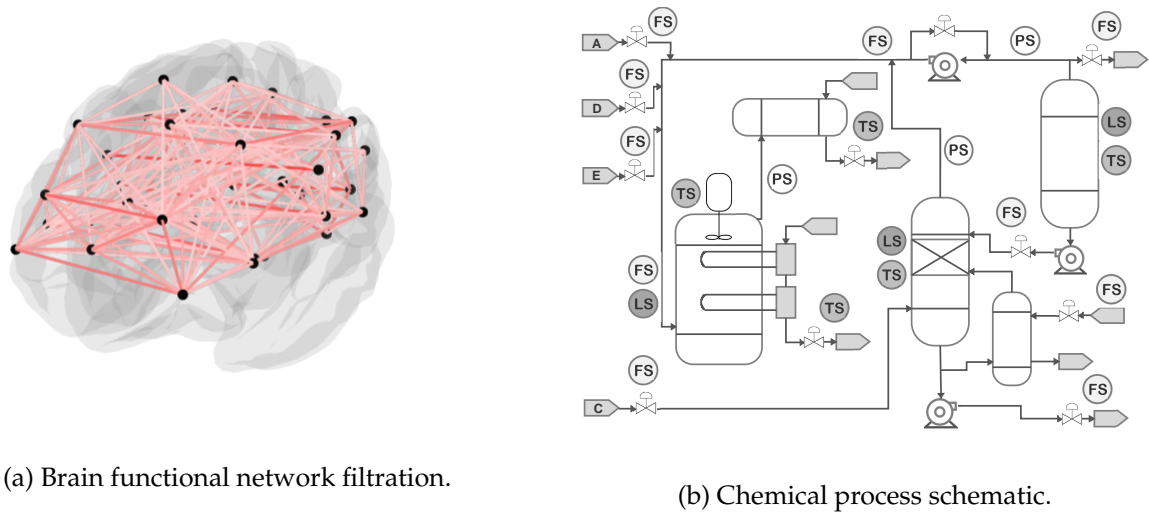 FS
A
FS
PS
FS
FS
D
TS
LS
FS
E
TS
PS
PS
TS
FS
LS
FS
TS
LS
TS
FS
FS
C
FS
(a) Brain functional network filtration.
(b) Chemical process schematic.